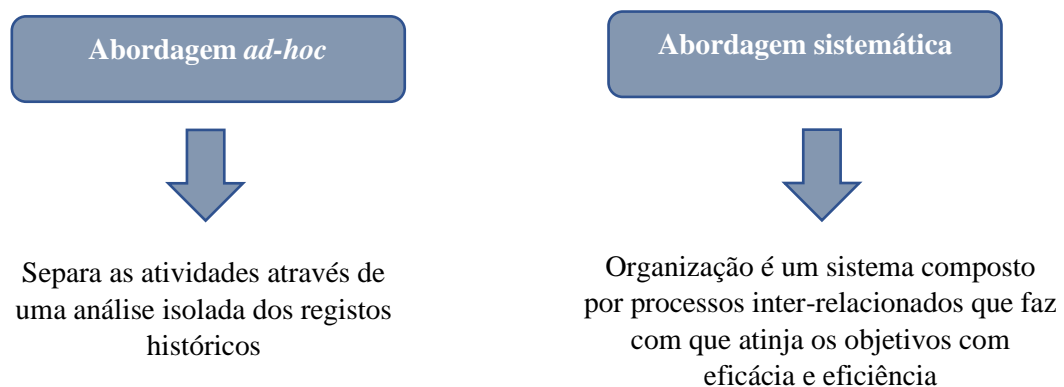 Abordagem ad-hoc
Separa as atividades através de
uma análise isolada dos registos
históricos
Abordagem sistemática
Organização é um sistema composto
por processos inter-relacionados que faz
com que atinja os objetivos com
eficácia e eficiência